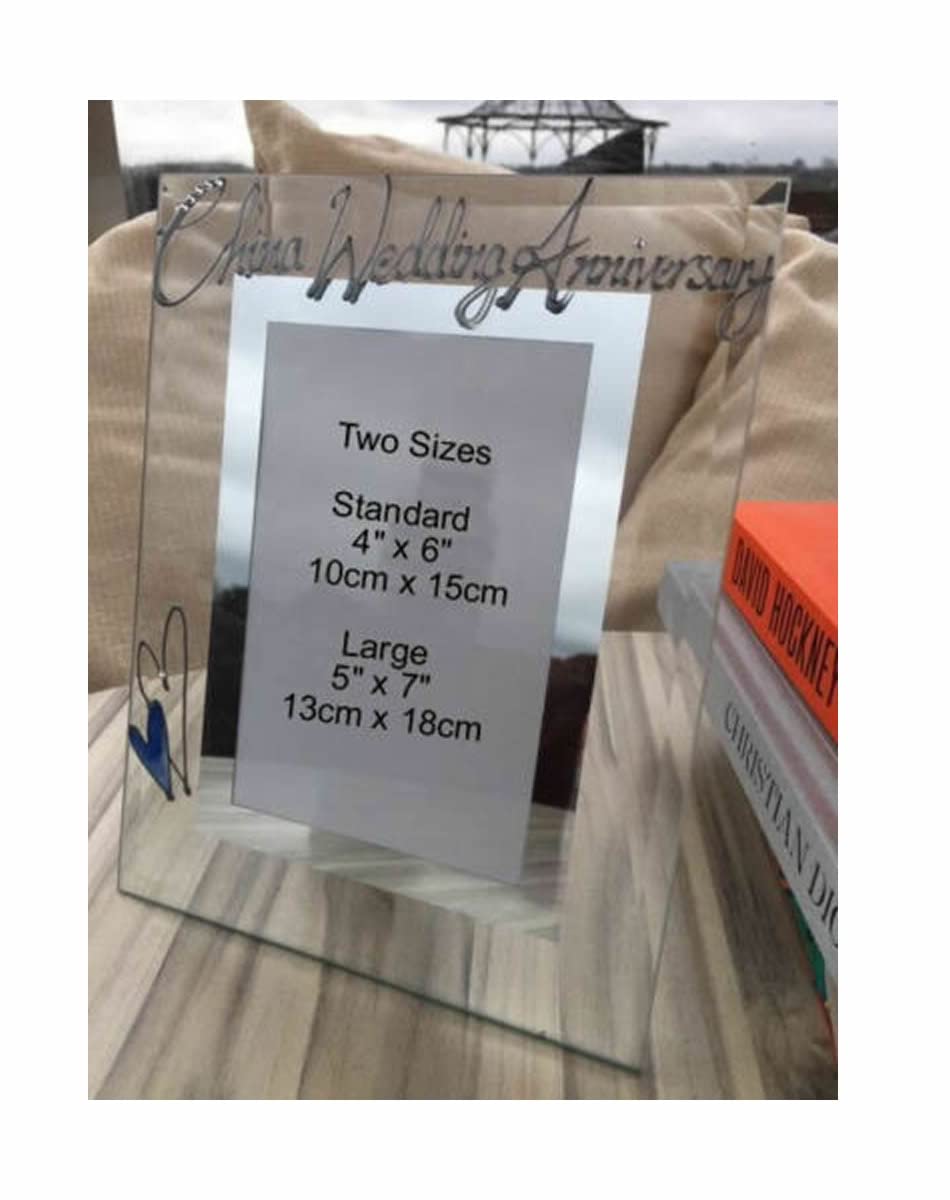 China Wedding Anniversary
Two Sizes
Standard
4" x 6"
10cm x 15cm
Large
5" x 7"
13cm x 18cm
DAVID HOCKNEY
CHRISTIAN DIO